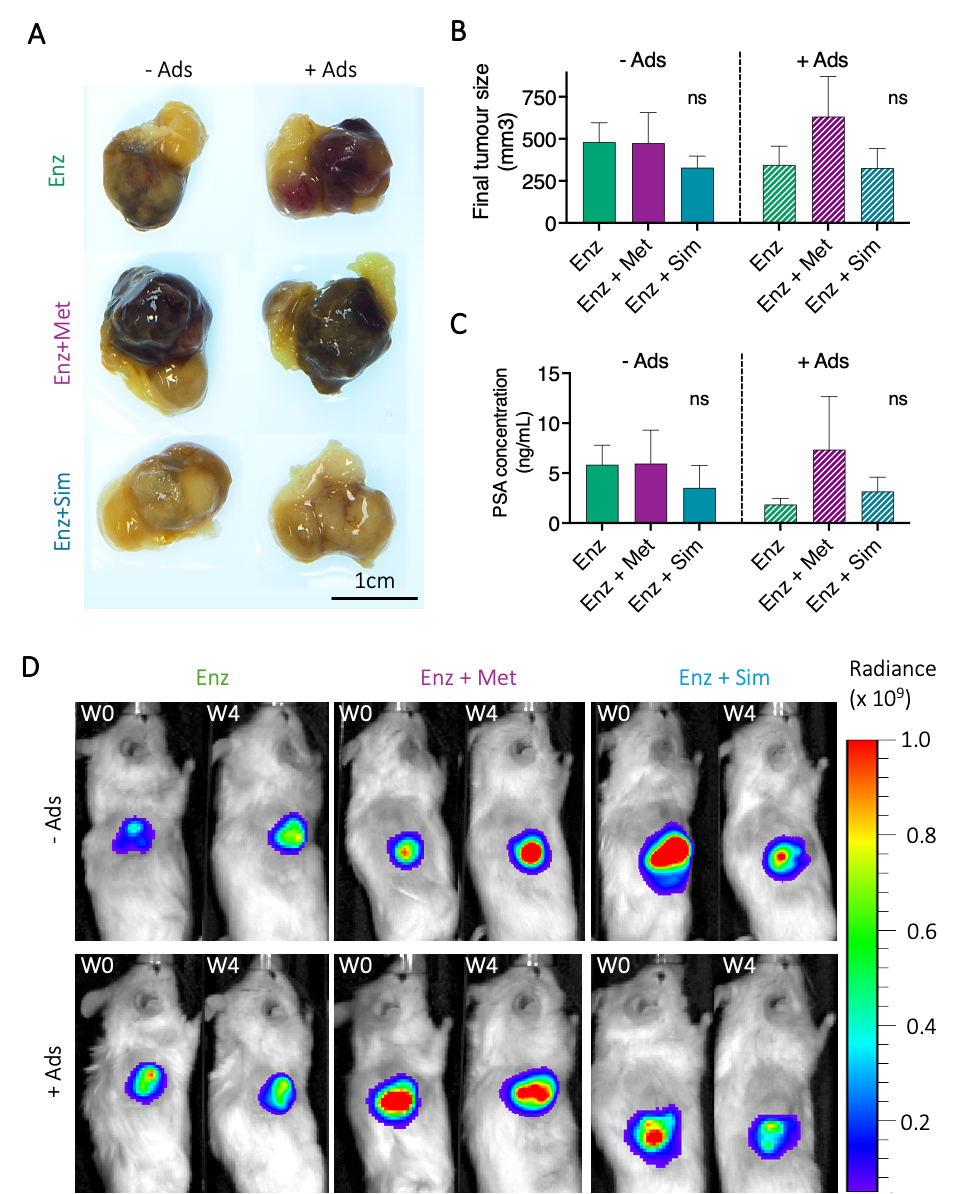 A
- Ads + Ads
Enz
Enz+Met
Enz+Sim
1cm
B
Final tumour size
(mm3)
- Ads + Ads
ns ns
750
500
250
0
Enz
Enz + Met
Enz + Sim
Enz
Enz + Met
Enz + Sim
C
PSA concentration
(ng/mL)
- Ads + Ads
ns ns
15
10
5
0
Enz
Enz + Met
Enz + Sim
Enz
Enz + Met
Enz + Sim
D
Enz Enz + Met Enz + Sim
Radiance
(x 10⁹)
- Ads
W0 W4 W0 W4 W0 W4
+ Ads
W0 W4 W0 W4 W0 W4
1.0
0.8
0.6
0.4
0.2